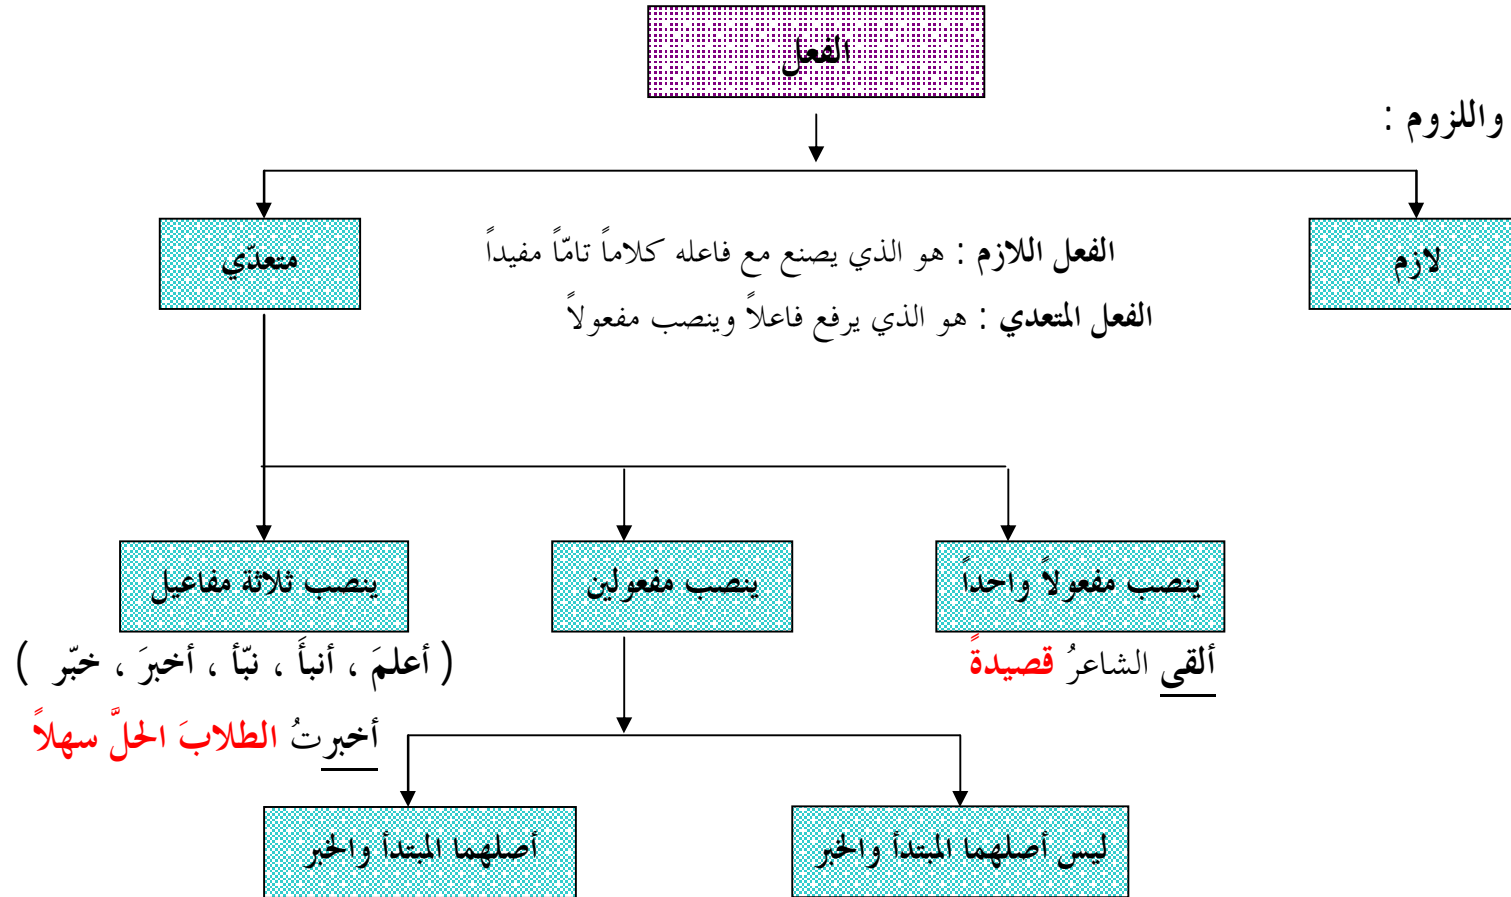 الفعل
واللزوم :
لازم
متعدّي
الفعل اللازم : هو الذي يصنع مع فاعله كلاماً تامّاً مفيداً
الفعل المتعدي : هو الذي يرفع فاعلاً وينصب مفعولاً
ينصب مفعولاً واحداً
ينصب مفعولين
ينصب ثلاثة مفاعيل
ألقى الشاعرُ قصيدةً
( أعلمَ ، أنبأَ ، نبّأ ، أخبرَ ، خبّر )
أخبرتُ الطلابَ الحلَّ سهلاً
ليس أصلهما المبتدأ والخبر
أصلهما المبتدأ والخبر